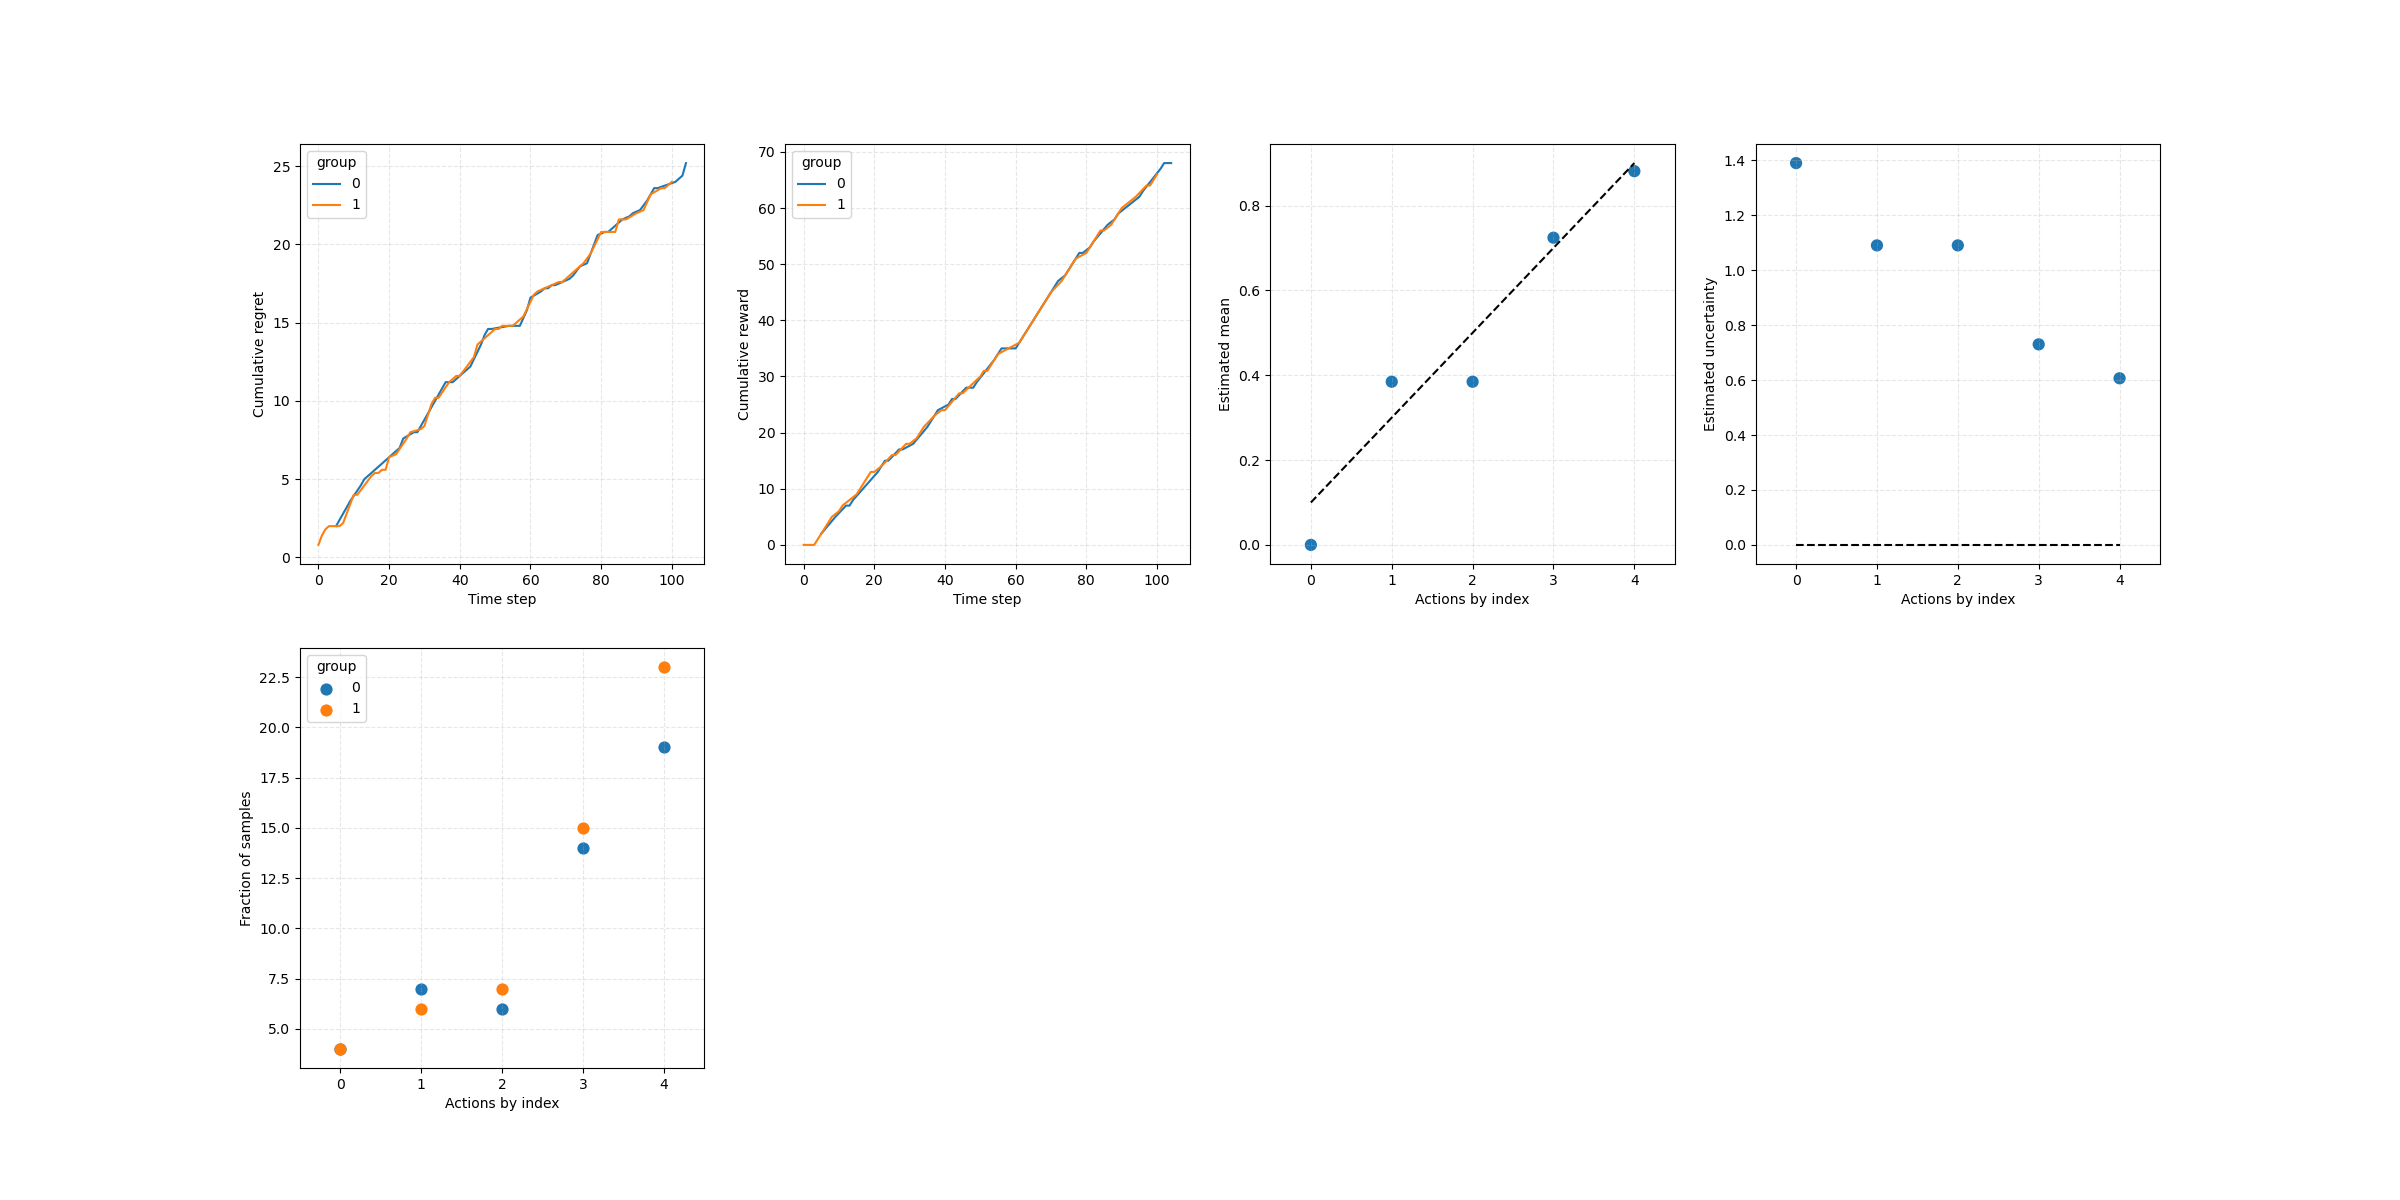 group
0
1
25
20
15
10
5
0
Cumulative regret
0 20 40 60 80 100
Time step
group
0
1
70
60
50
40
30
20
10
0
Cumulative reward
0 20 40 60 80 100
Time step
0.8
0.6
0.4
0.2
0.0
Estimated mean
0 1 2 3 4
Actions by index
1.4
1.2
1.0
0.8
0.6
0.4
0.2
0.0
Estimated uncertainty
0 1 2 3 4
Actions by index
group
0
1
22.5
20.0
17.5
15.0
12.5
10.0
7.5
5.0
Fraction of samples
0 1 2 3 4
Actions by index